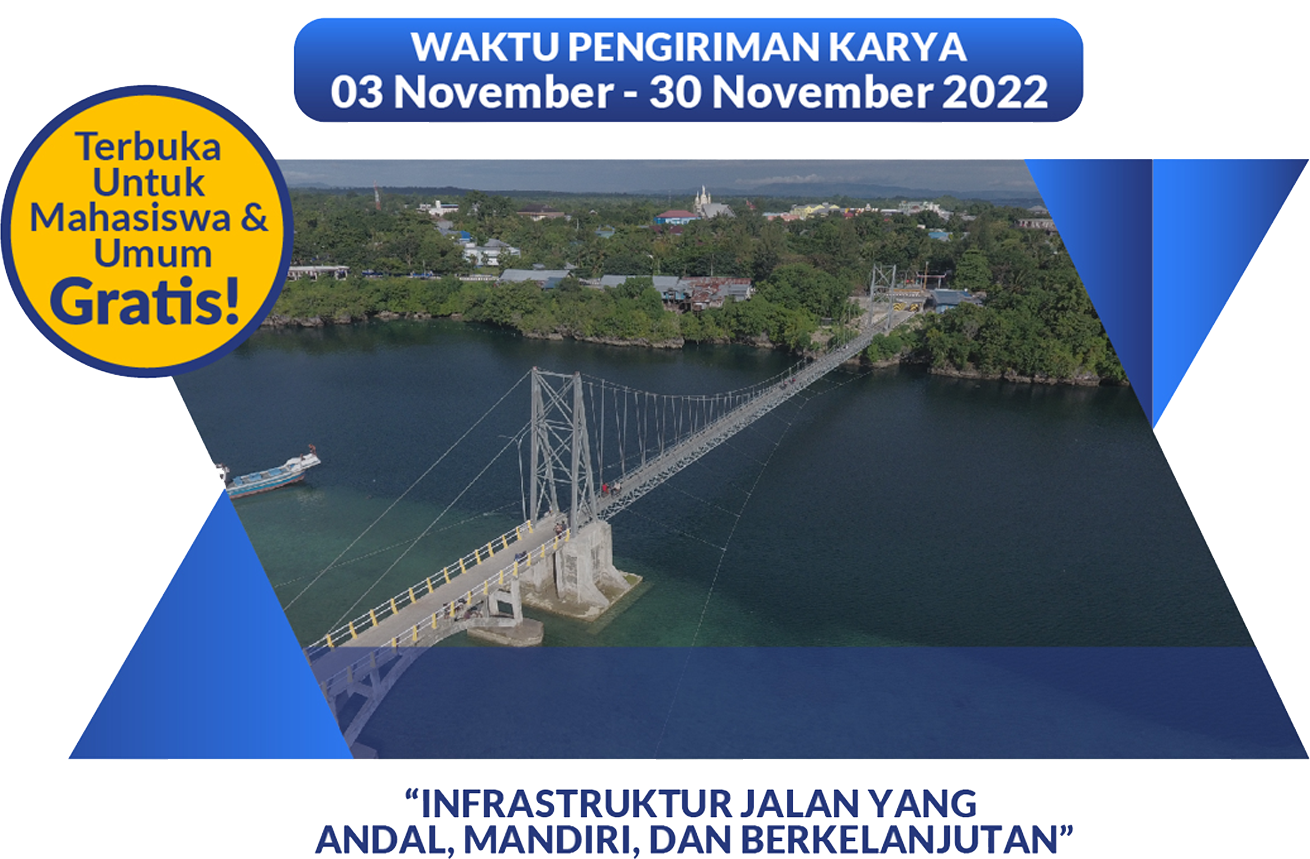 WAKTU PENGIRIMAN KARYA
03 November - 30 November 2022
Terbuka
Untuk
Mahasiswa &
Umum
Gratis!
“INFRASTRUKTUR JALAN YANG
ANDAL, MANDIRI, DAN BERKELANJUTAN”